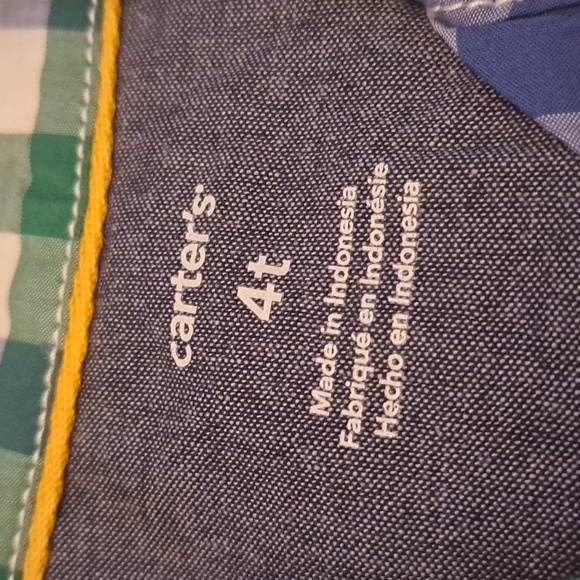 carter's
4t
Made in Indonesia
Fabriqué en Indonésie
Hecho en Indonesia